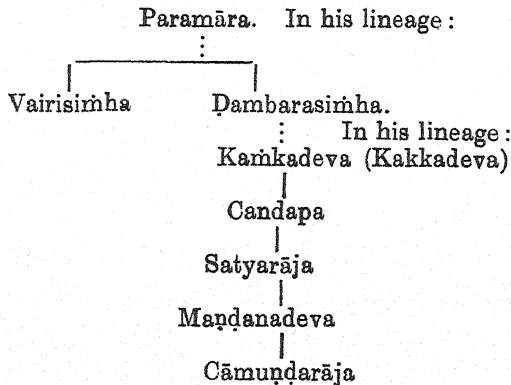 Paramāra. In his lineage :
Vairisiṁha Ḍambarasiṁha.
In his lineage :
Kaṁkadeva (Kakkadeva)
Candapa
Satyarāja
Maṇḍanadeva
Cāmuṇḍarāja